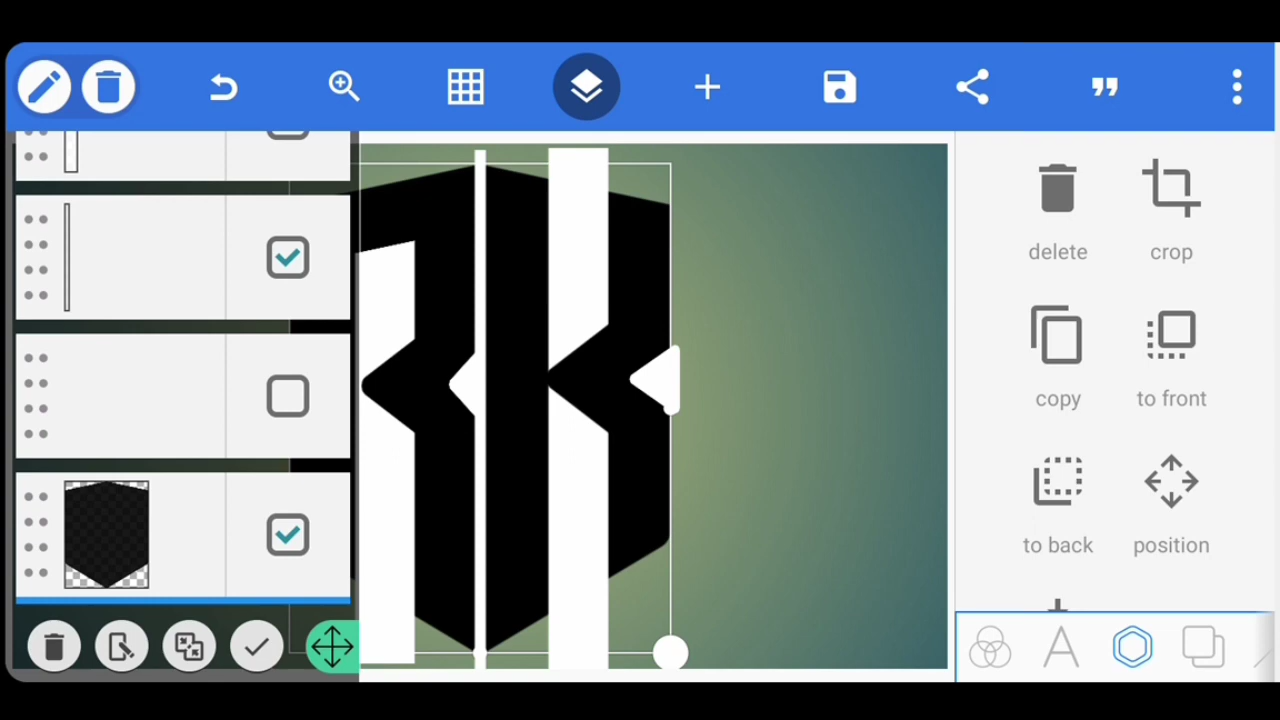 delete
crop
copy
to front
to back
position